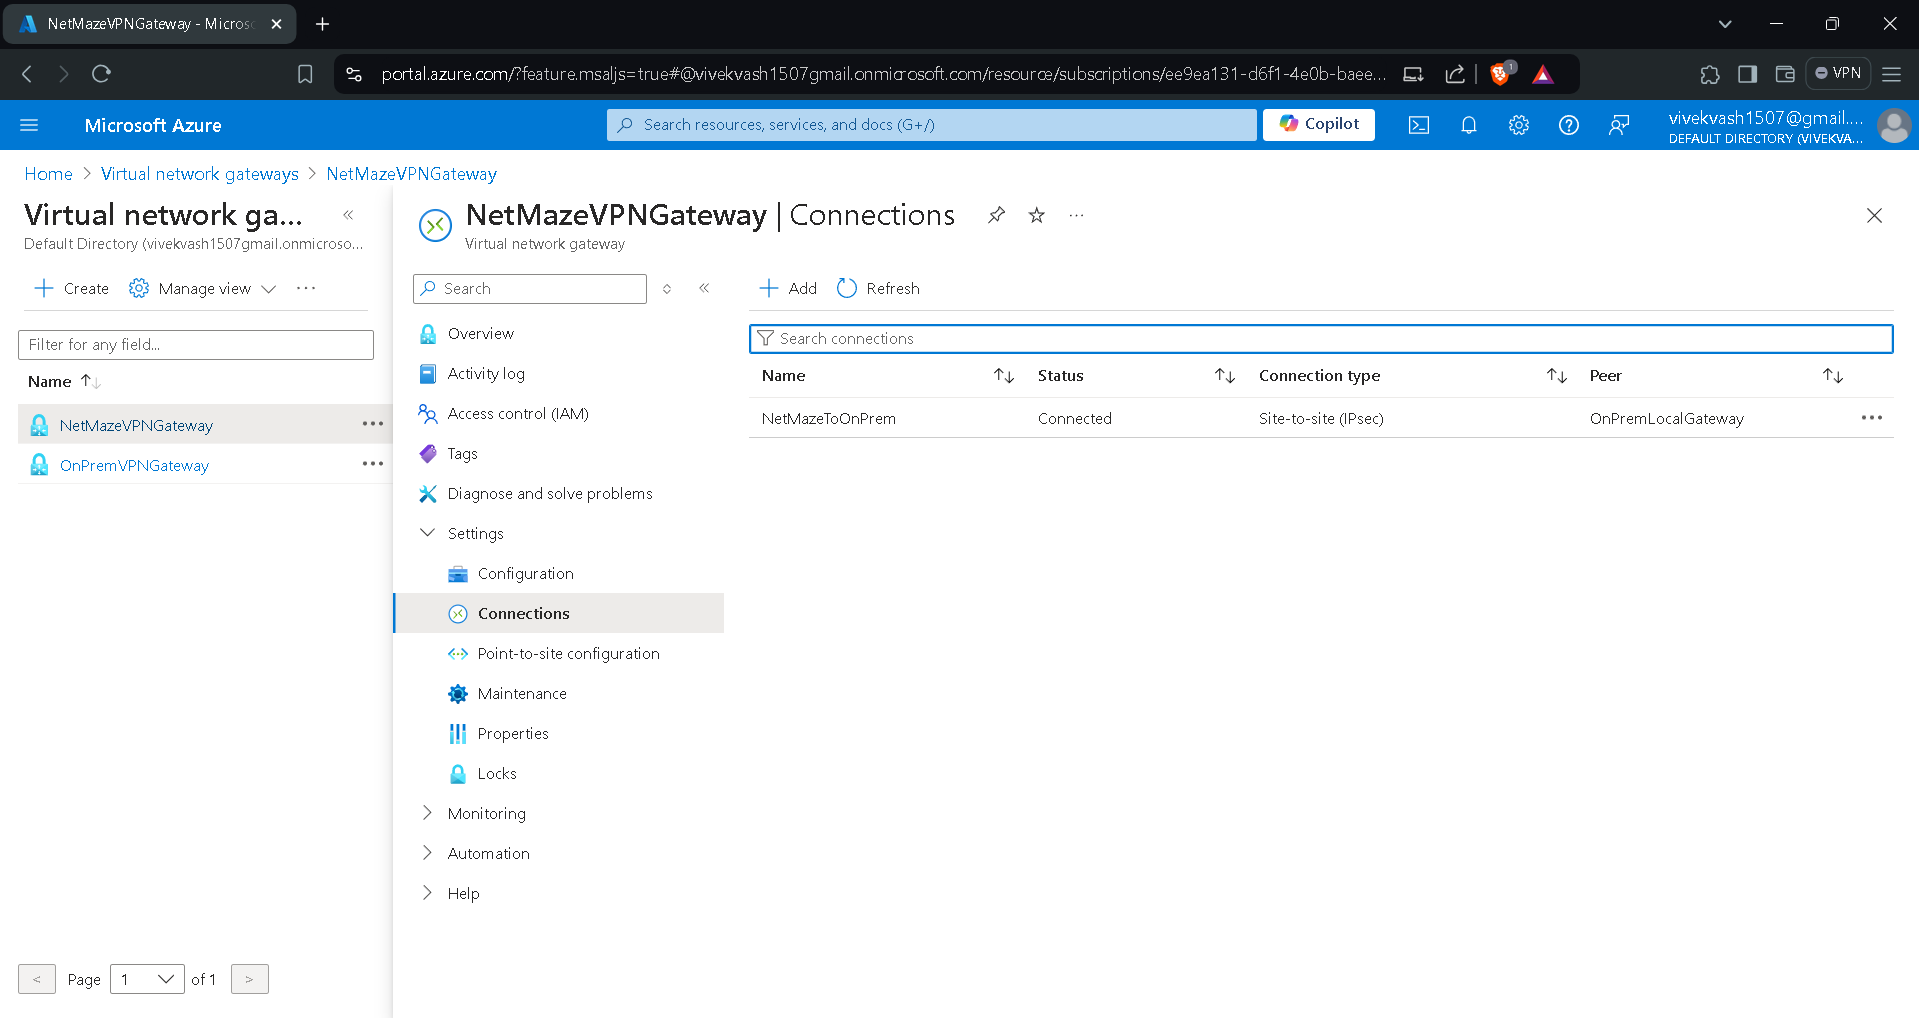 NetMazeVPNGateway - Micros
portal.azure.com/?feature.msaljs=true#@vivekvash1507gmail.onmicrosoft.com/resource/subscriptions/ee9ea131-d6f1-4e0b-baee...
1
VPN
Microsoft Azure
Search resources, services, and docs (G+/)
Copilot
vivekvash1507@gmail....
DEFAULT DIRECTORY (VIVEKVA...
Home > Virtual network gateways > NetMazeVPNGateway
Virtual network ga...
Default Directory (vivekvash1507gmail.onmicroso...
Create
Manage view
Filter for any field...
Name
NetMazeVPNGateway
OnPremVPNGateway
< Page 1 of 1 >
NetMazeVPNGateway | Connections
Virtual network gateway
Search
Overview
Activity log
Access control (IAM)
Tags
Diagnose and solve problems
Settings
Configuration
Connections
Point-to-site configuration
Maintenance
Properties
Locks
Monitoring
Automation
Help
Add
Refresh
Search connections
Name Status Connection type Peer
NetMazeToOnPrem Connected Site-to-site (IPsec) OnPremLocalGateway